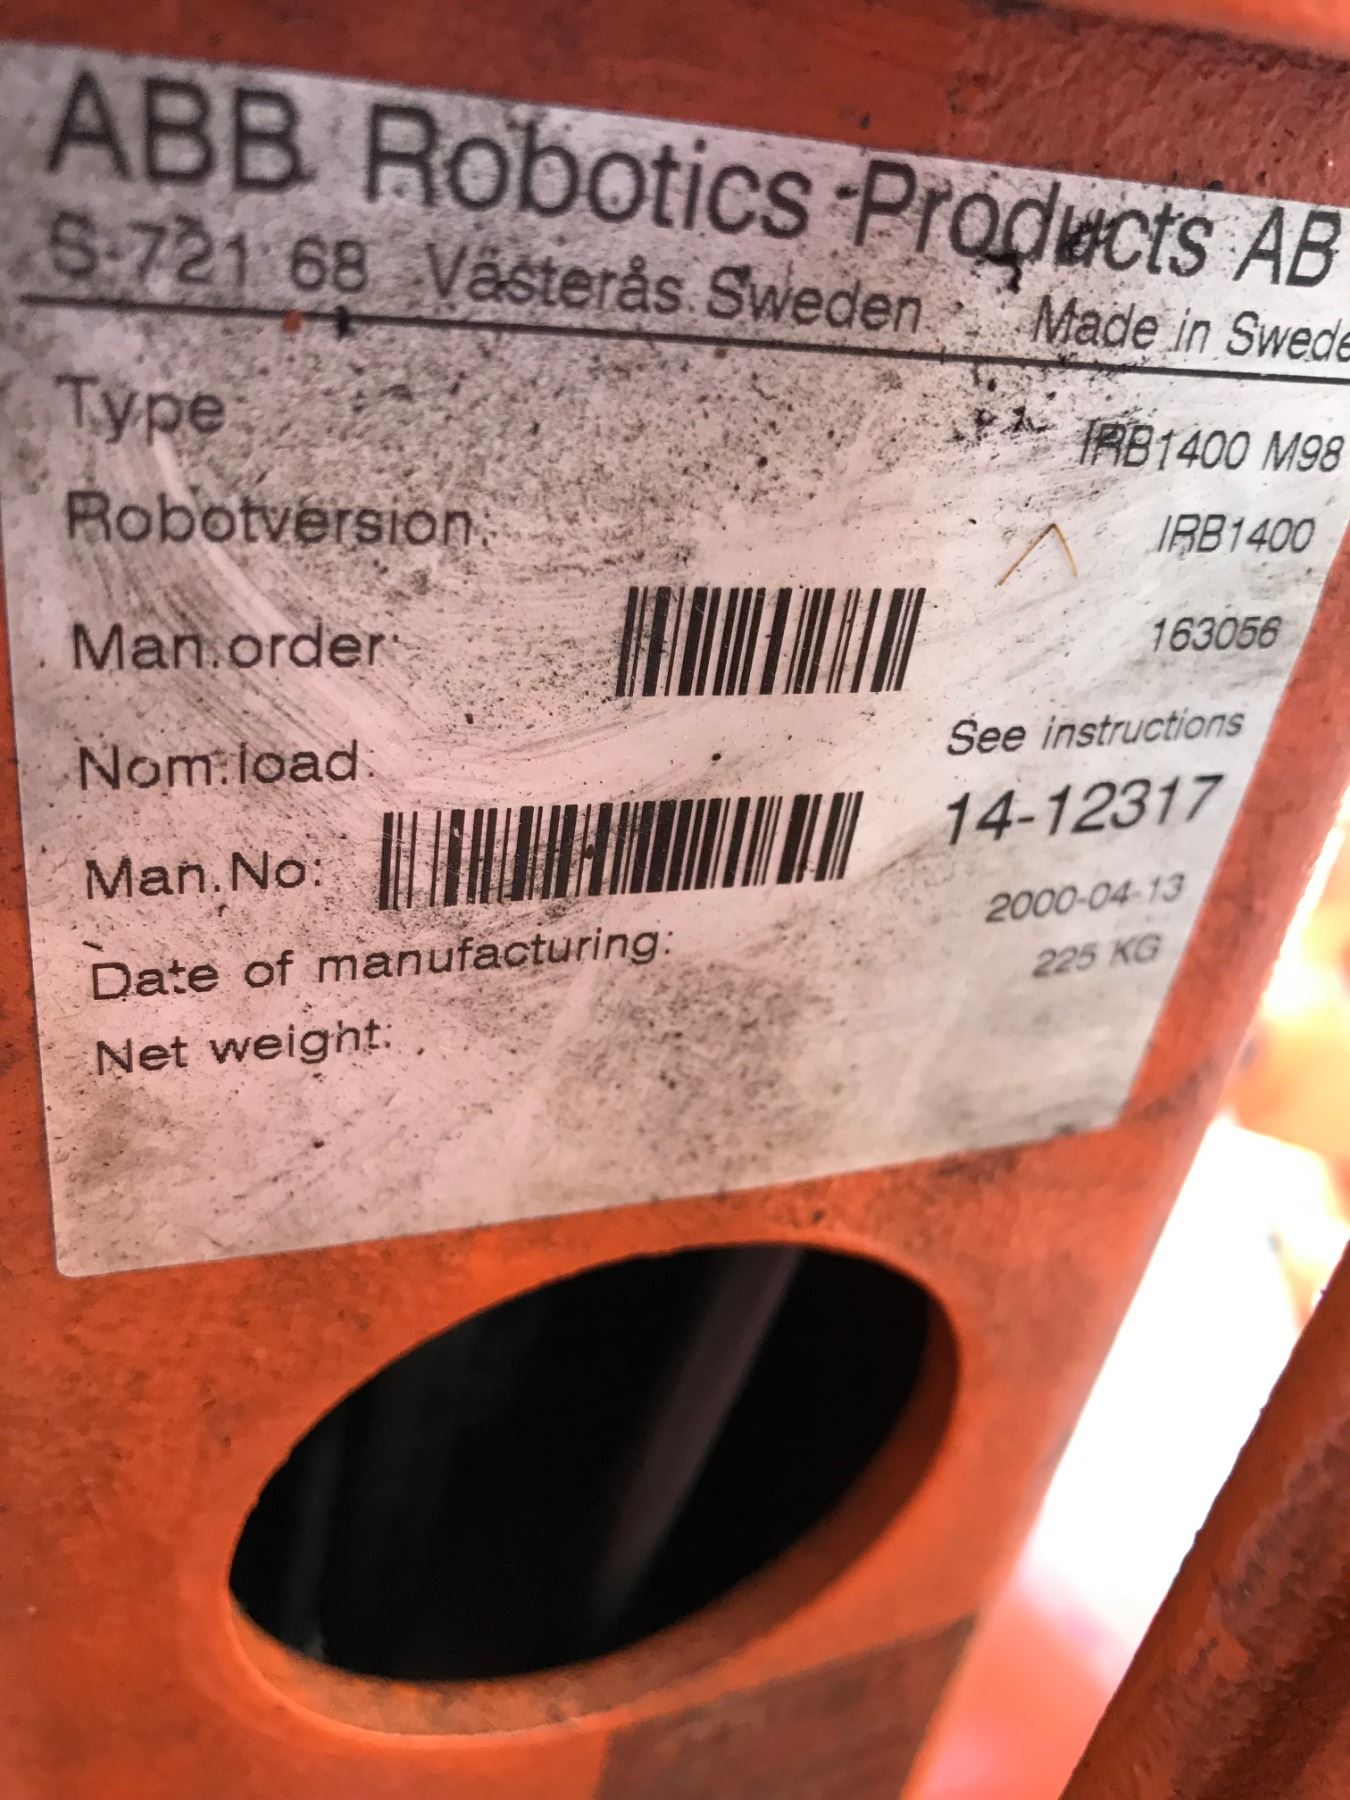 ABB Robotics Products AB
S-721 68 Västerås Sweden Made in Swede
Type IRB1400 M98
Robotversion: IRB1400
Man.order: 163056
Nom.load. See instructions
Man.No: 14-12317
Date of manufacturing: 2000-04-13
Net weight: 225 KG